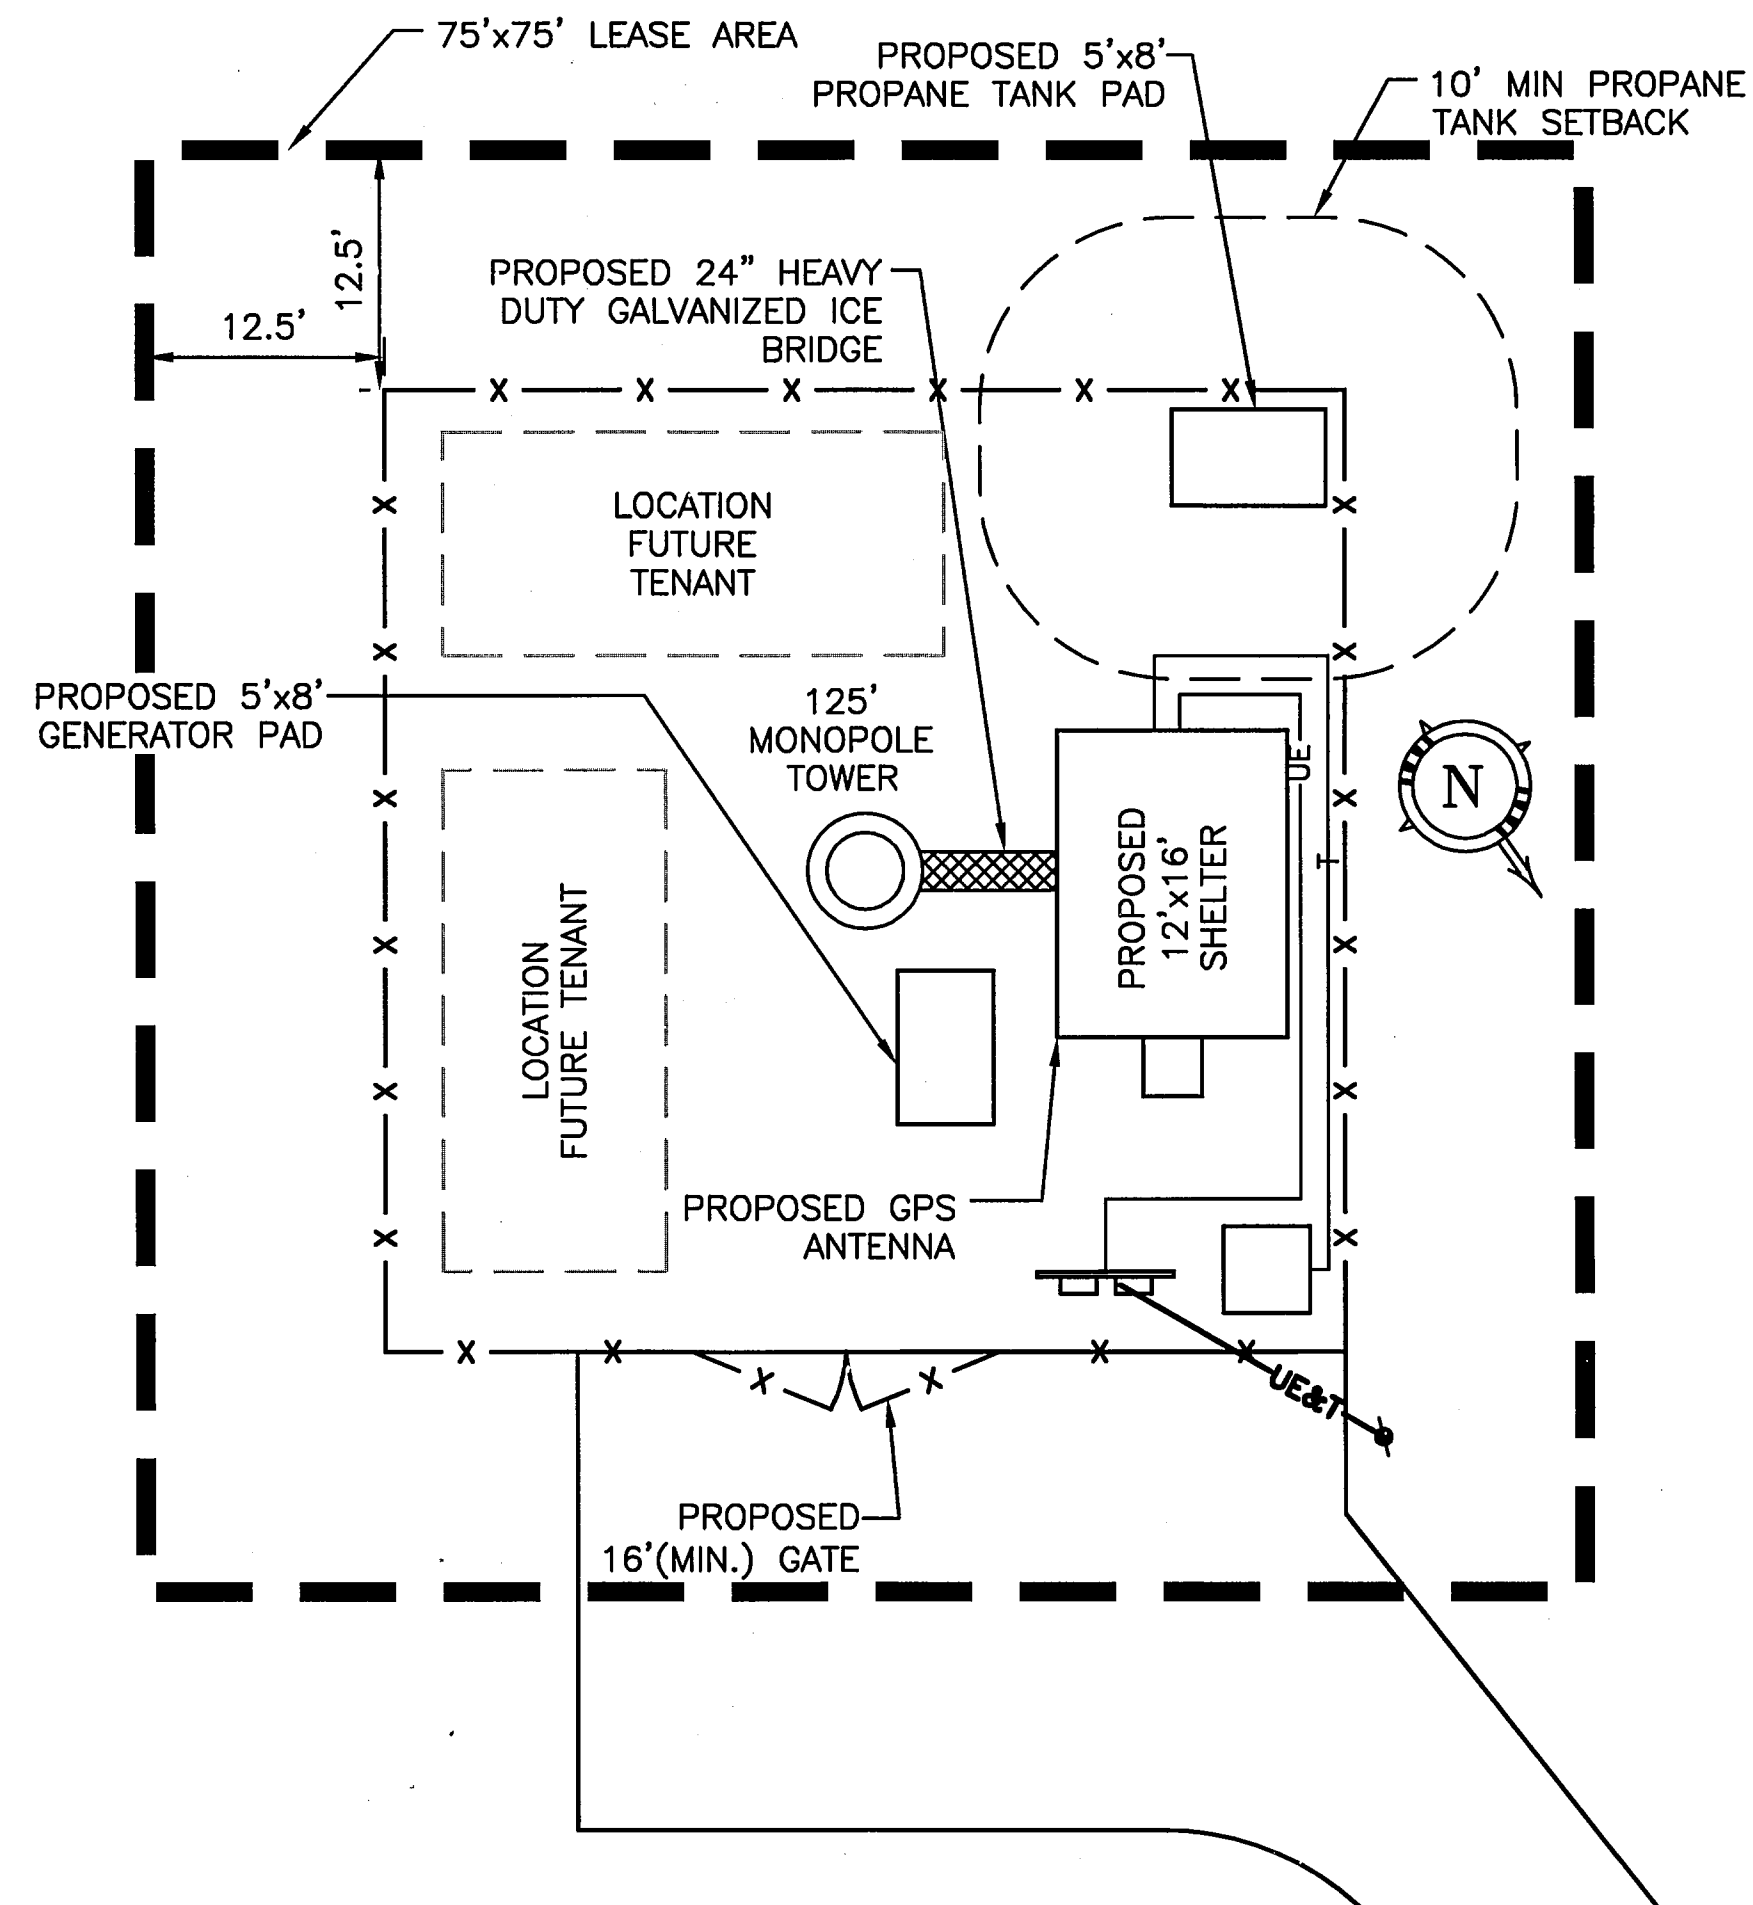 75'x75' LEASE AREA
PROPOSED 5'x8'
PROPANE TANK PAD
10' MIN PROPANE
TANK SETBACK
12.5'
12.5'
PROPOSED 24" HEAVY
DUTY GALVANIZED ICE
BRIDGE
X X X X X X
LOCATION
FUTURE
TENANT
X X
X X
PROPOSED 5'x8'
GENERATOR PAD
125'
MONOPOLE
TOWER
UE
N
X X
PROPOSED
12'x16'
SHELTER
T
X X
LOCATION
FUTURE TENANT
X X
PROPOSED GPS
ANTENNA
X X
X X X X
X X
UE&T
PROPOSED
16'(MIN.) GATE